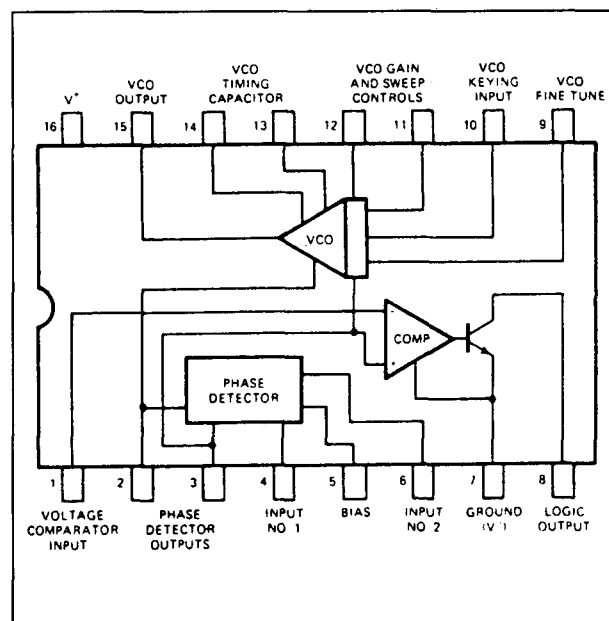 V+
VCO
OUTPUT
VCO
TIMING
CAPACITOR
VCO GAIN
AND SWEEP
CONTROLS
VCO
KEYING
INPUT
VCO
FINE TUNE
16
15
14
13
12
11
10
9
VCO
-
COMP
+
PHASE
DETECTOR
1
2
3
4
5
6
7
8
VOLTAGE
COMPARATOR
INPUT
PHASE
DETECTOR
OUTPUTS
INPUT
NO. 1
BIAS
INPUT
NO. 2
GROUND
(V-)
LOGIC
OUTPUT